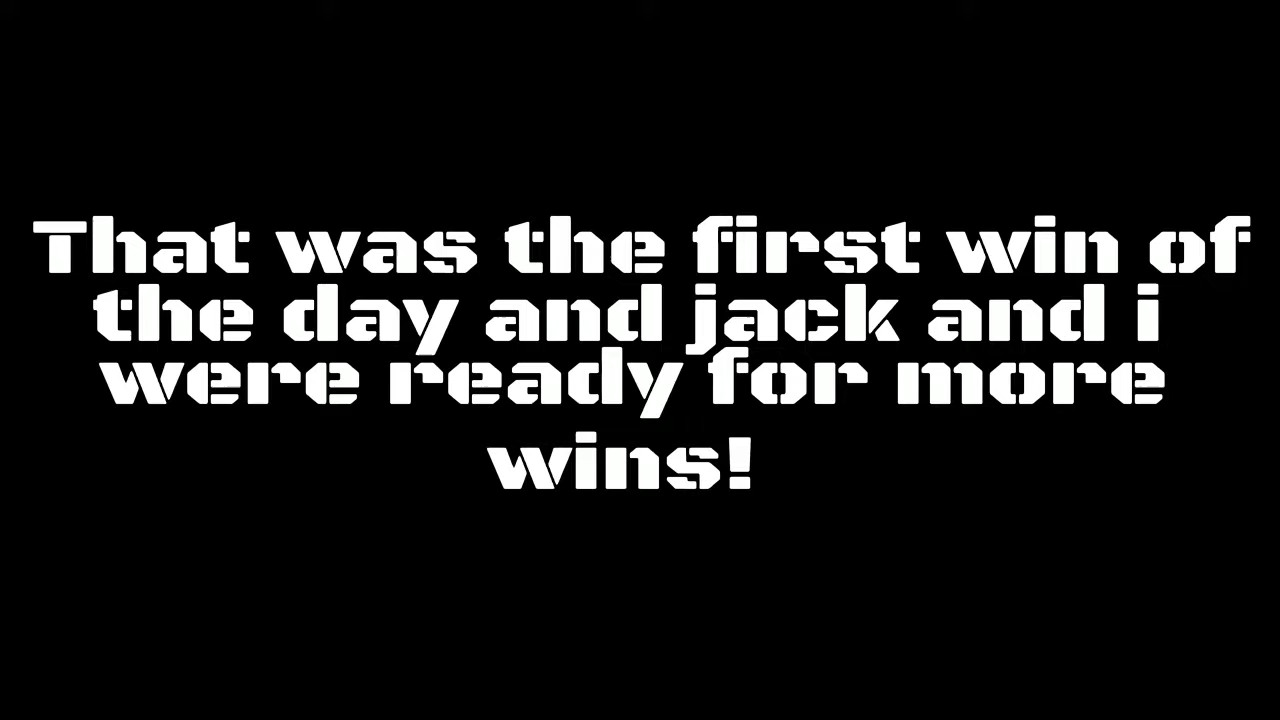 That was the first win of
the day and jack and i
were ready for more
wins!